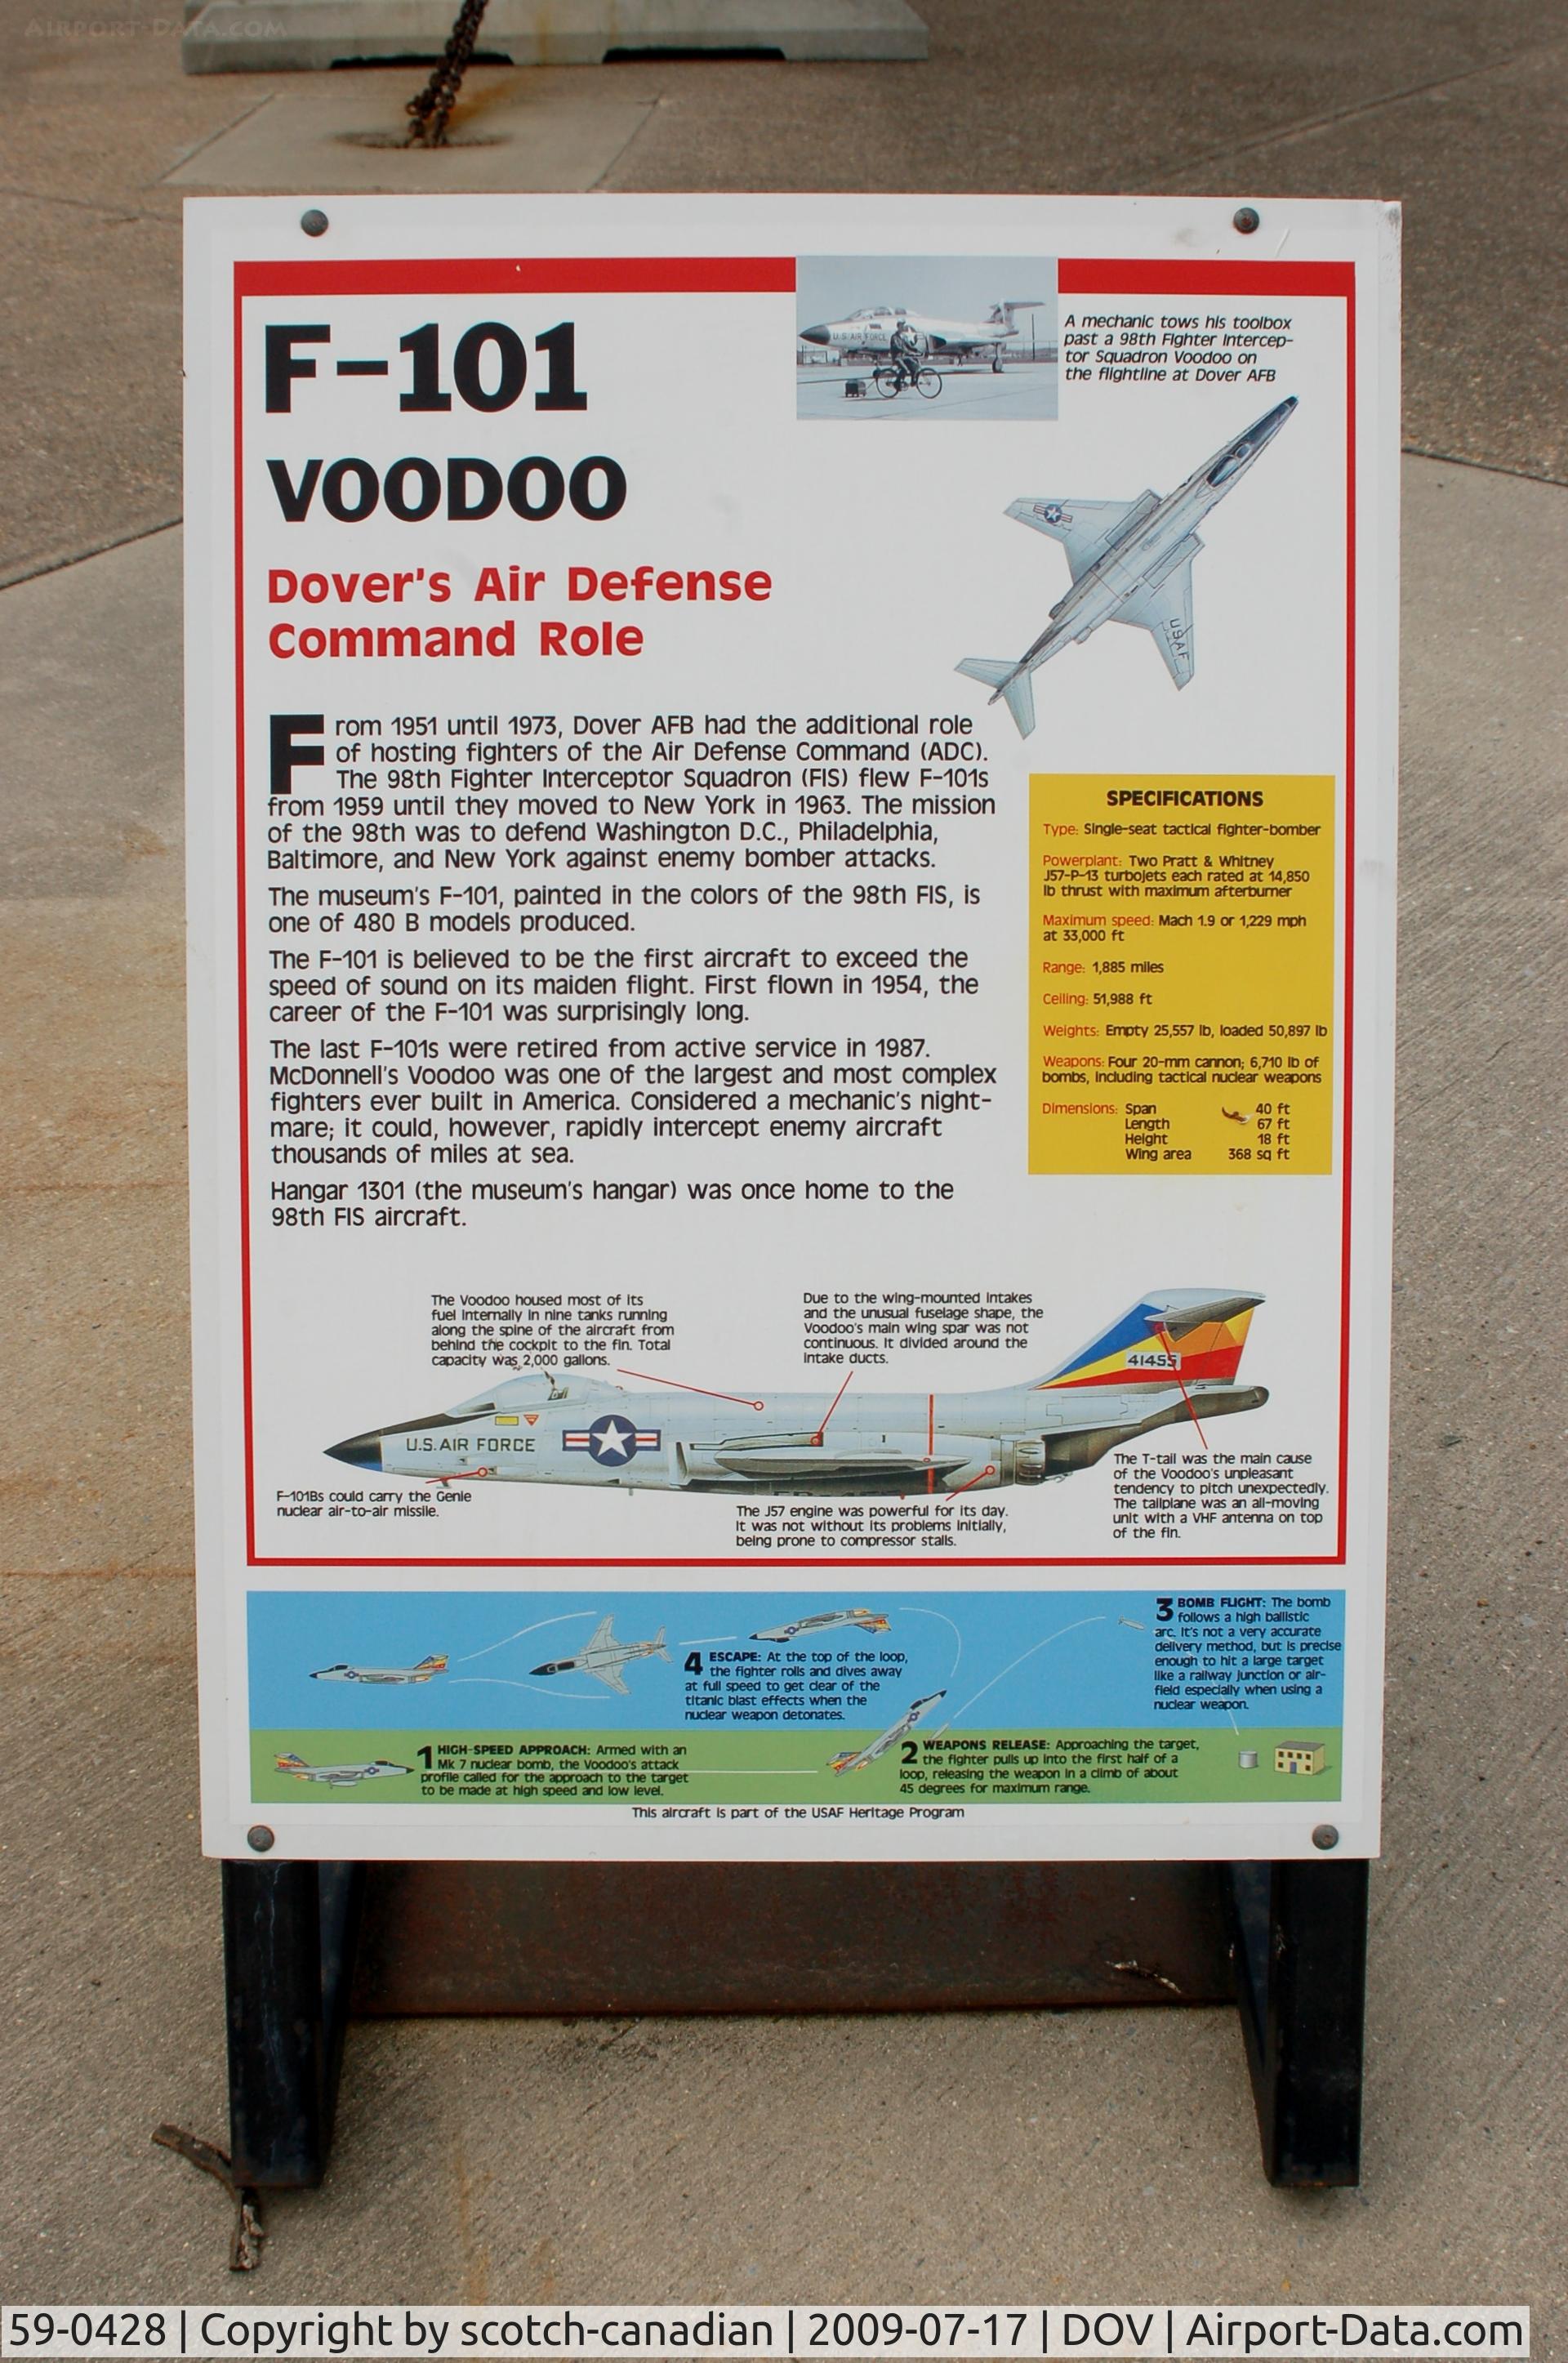 AIRPORT-DATA.COM
F-101
VOODOO
Dover's Air Defense
Command Role
A mechanic tows his toolbox
past a 98th Fighter Intercep-
tor Squadron Voodoo on
the flightline at Dover AFB
U.S. AIR FORCE
USAF
From 1951 until 1973, Dover AFB had the additional role
of hosting fighters of the Air Defense Command (ADC).
The 98th Fighter Interceptor Squadron (FIS) flew F-101s
from 1959 until they moved to New York in 1963. The mission
of the 98th was to defend Washington D.C., Philadelphia,
Baltimore, and New York against enemy bomber attacks.
The museum's F-101, painted in the colors of the 98th FIS, is
one of 480 B models produced.
The F-101 is believed to be the first aircraft to exceed the
speed of sound on its maiden flight. First flown in 1954, the
career of the F-101 was surprisingly long.
The last F-101s were retired from active service in 1987.
McDonnell's Voodoo was one of the largest and most complex
fighters ever built in America. Considered a mechanic's night-
mare; it could, however, rapidly intercept enemy aircraft
thousands of miles at sea.
Hangar 1301 (the museum's hangar) was once home to the
98th FIS aircraft.
SPECIFICATIONS
Type: Single-seat tactical fighter-bomber
Powerplant: Two Pratt & Whitney
J57-P-13 turbojets each rated at 14,850
lb thrust with maximum afterburner
Maximum speed: Mach 1.9 or 1,229 mph
at 33,000 ft
Range: 1,885 miles
Ceiling: 51,988 ft
Weights: Empty 25,557 lb, loaded 50,897 lb
Weapons: Four 20-mm cannon; 6,710 lb of
bombs, including tactical nuclear weapons
Dimensions: Span 40 ft
Length 67 ft
Height 18 ft
Wing area 368 sq ft
The Voodoo housed most of its
fuel internally in nine tanks running
along the spine of the aircraft from
behind the cockpit to the fin. Total
capacity was 2,000 gallons.
Due to the wing-mounted intakes
and the unusual fuselage shape, the
Voodoo's main wing spar was not
continuous. It divided around the
intake ducts.
41455
U.S. AIR FORCE
F-101Bs could carry the Genie
nuclear air-to-air missile.
The J57 engine was powerful for its day.
It was not without its problems initially,
being prone to compressor stalls.
The T-tail was the main cause
of the Voodoo's unpleasant
tendency to pitch unexpectedly.
The tailplane was an all-moving
unit with a VHF antenna on top
of the fin.
3 BOMB FLIGHT: The bomb
follows a high ballistic
arc. It's not a very accurate
delivery method, but is precise
enough to hit a large target
like a railway junction or air-
field especially when using a
nuclear weapon.
4 ESCAPE: At the top of the loop,
the fighter rolls and dives away
at full speed to get clear of the
titanic blast effects when the
nuclear weapon detonates.
1 HIGH-SPEED APPROACH: Armed with an
Mk 7 nuclear bomb, the Voodoo's attack
profile called for the approach to the target
to be made at high speed and low level.
2 WEAPONS RELEASE: Approaching the target,
the fighter pulls up into the first half of a
loop, releasing the weapon in a climb of about
45 degrees for maximum range.
This aircraft is part of the USAF Heritage Program
59-0428 | Copyright by scotch-canadian | 2009-07-17 | DOV | Airport-Data.com